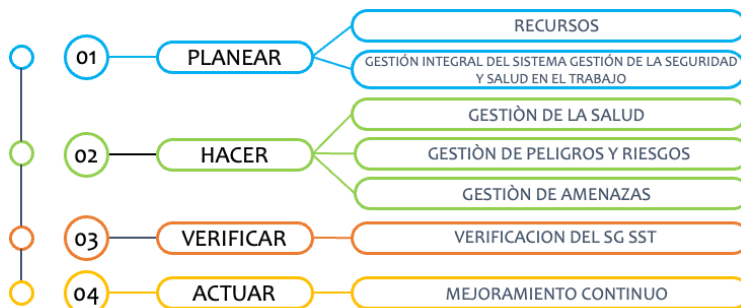 01
PLANEAR
RECURSOS
GESTIÓN INTEGRAL DEL SISTEMA GESTIÓN DE LA SEGURIDAD
Y SALUD EN EL TRABAJO
02
HACER
GESTIÒN DE LA SALUD
GESTIÒN DE PELIGROS Y RIESGOS
GESTIÒN DE AMENAZAS
03
VERIFICAR
VERIFICACION DEL SG SST
04
ACTUAR
MEJORAMIENTO CONTINUO